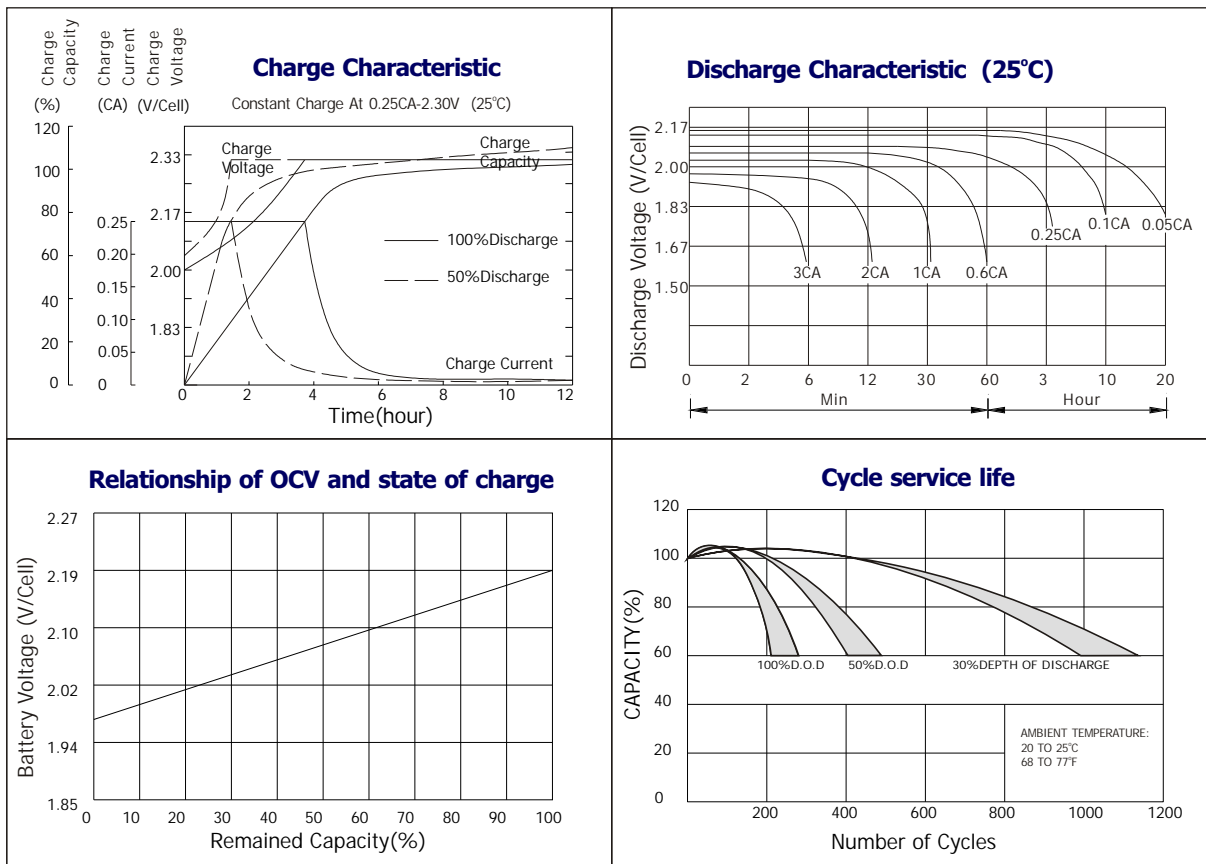 Charge
Capacity
Charge
Current
Charge
Voltage
(%)
(CA)
(V/Cell)
Charge Characteristic
Constant Charge At 0.25CA-2.30V (25°C)
120
100
80
60
40
20
0
0.25
0.20
0.15
0.10
0.05
0
2.33
2.17
2.00
1.83
Charge
Voltage
Charge
Capacity
100%Discharge
50%Discharge
Charge Current
0 2 4 6 8 10 12
Time(hour)
Discharge Characteristic (25°C)
Discharge Voltage (V/Cell)
2.17
2.00
1.83
1.67
1.50
3CA
2CA
1CA
0.6CA
0.25CA
0.1CA
0.05CA
0 2 6 12 30 60 3 10 20
Min
Hour
Relationship of OCV and state of charge
Battery Voltage (V/Cell)
2.27
2.19
2.10
2.02
1.94
1.85
0 10 20 30 40 50 60 70 80 90 100
Remained Capacity(%)
Cycle service life
CAPACITY(%)
120
100
80
60
40
20
0
100%D.O.D
50%D.O.D
30%DEPTH OF DISCHARGE
AMBIENT TEMPERATURE:
20 TO 25°C
68 TO 77°F
200 400 600 800 1000 1200
Number of Cycles